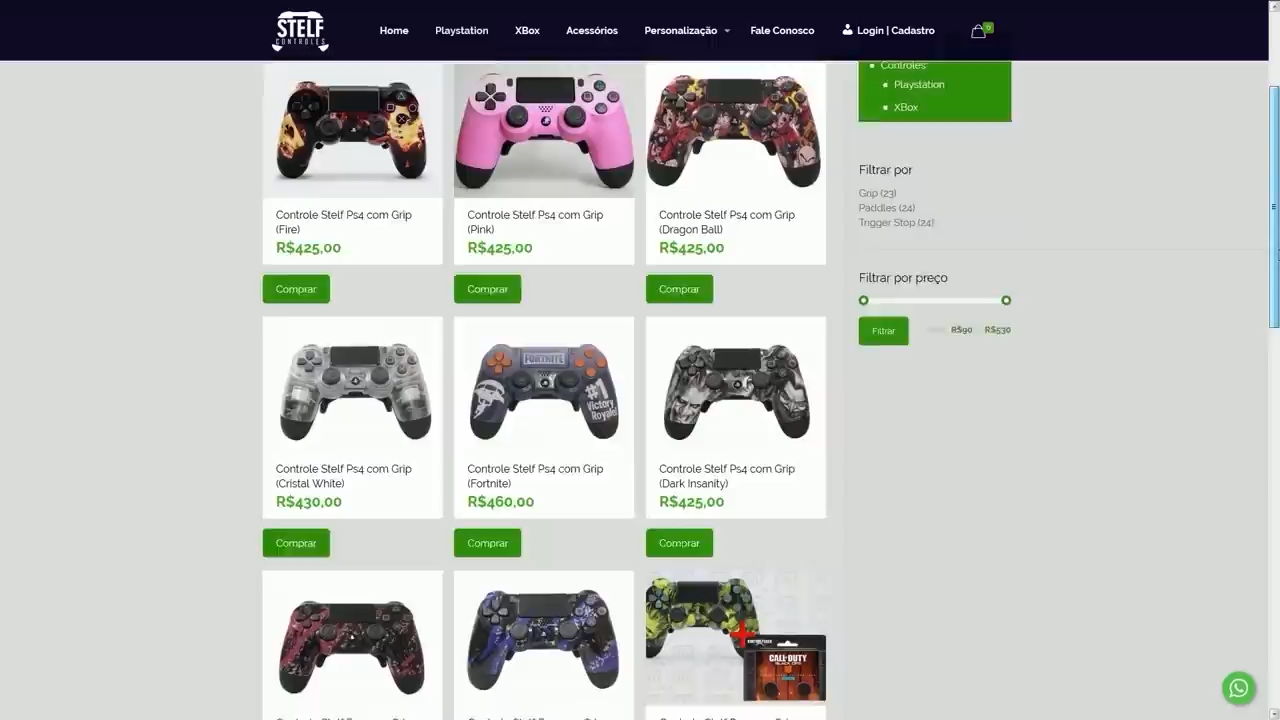 STELF
CONTROLES
Home
Playstation
XBox
Acessórios
Personalização
Fale Conosco
Login | Cadastro
0
Controles
Playstation
XBox
Filtrar por
Grip (23)
Paddles (24)
Trigger Stop (24)
Filtrar por preço
Filtrar
R$90
R$530
Controle Stelf Ps4 com Grip
(Fire)
R$425,00
Comprar
Controle Stelf Ps4 com Grip
(Pink)
R$425,00
Comprar
Controle Stelf Ps4 com Grip
(Dragon Ball)
R$425,00
Comprar
FORTNITE
#1
Victory
Royale!
Controle Stelf Ps4 com Grip
(Cristal White)
R$430,00
Comprar
Controle Stelf Ps4 com Grip
(Fortnite)
R$460,00
Comprar
Controle Stelf Ps4 com Grip
(Dark Insanity)
R$425,00
Comprar
CALL·DUTY
BLACK OPS